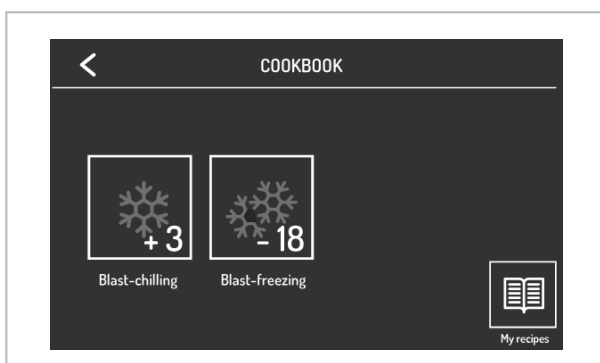 COOKBOOK
+ 3
- 18
Blast-chilling
Blast-freezing
My recipes